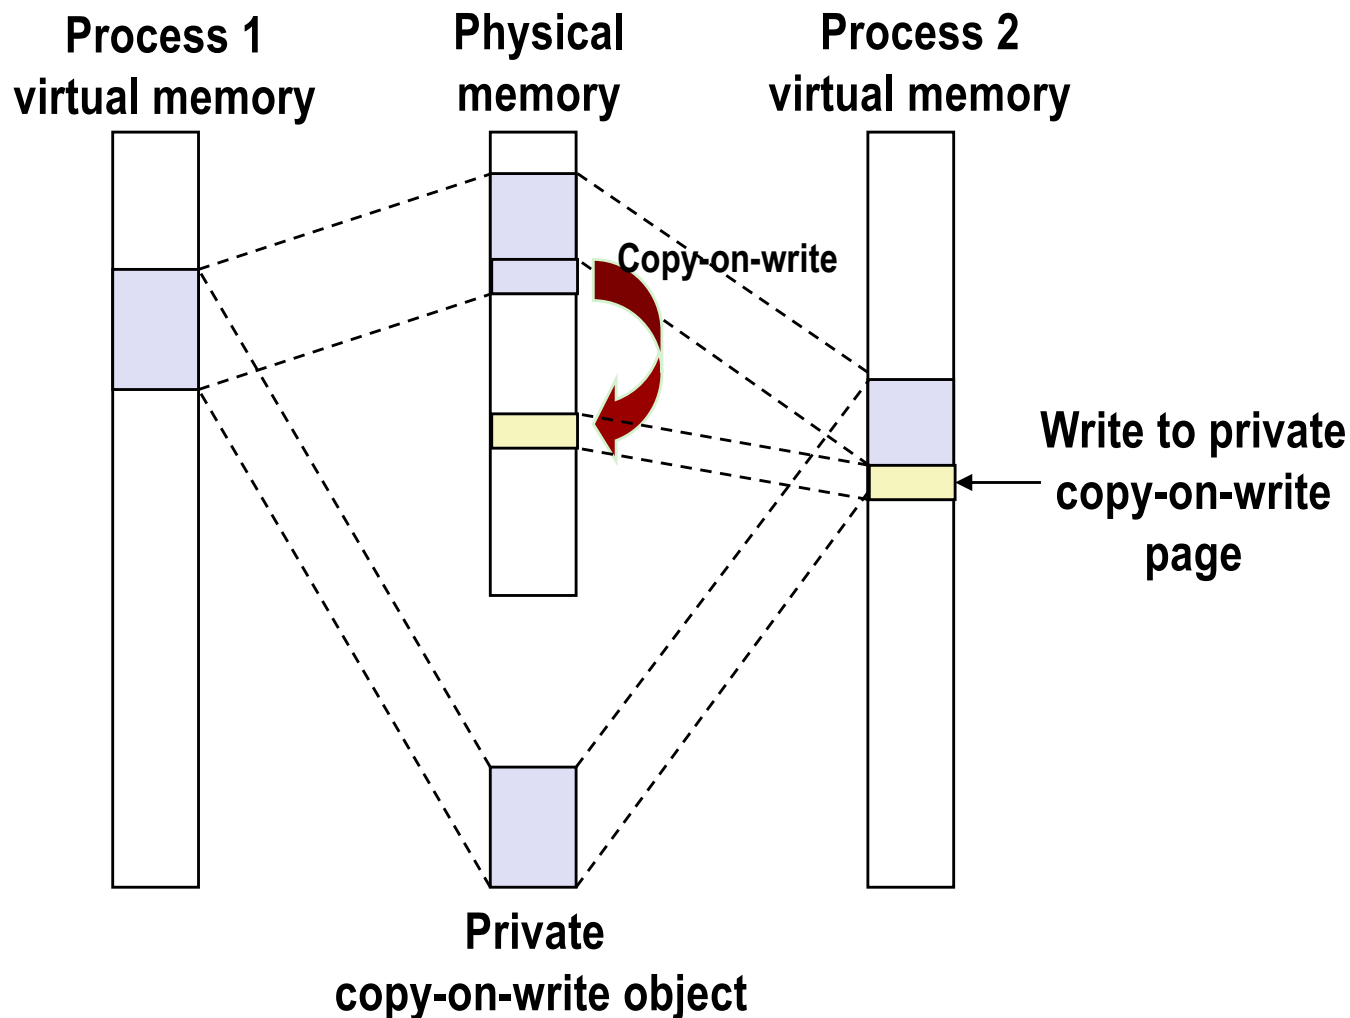 Process 1
virtual memory
Physical
memory
Process 2
virtual memory
Copy-on-write
Write to private
copy-on-write
page
Private
copy-on-write object